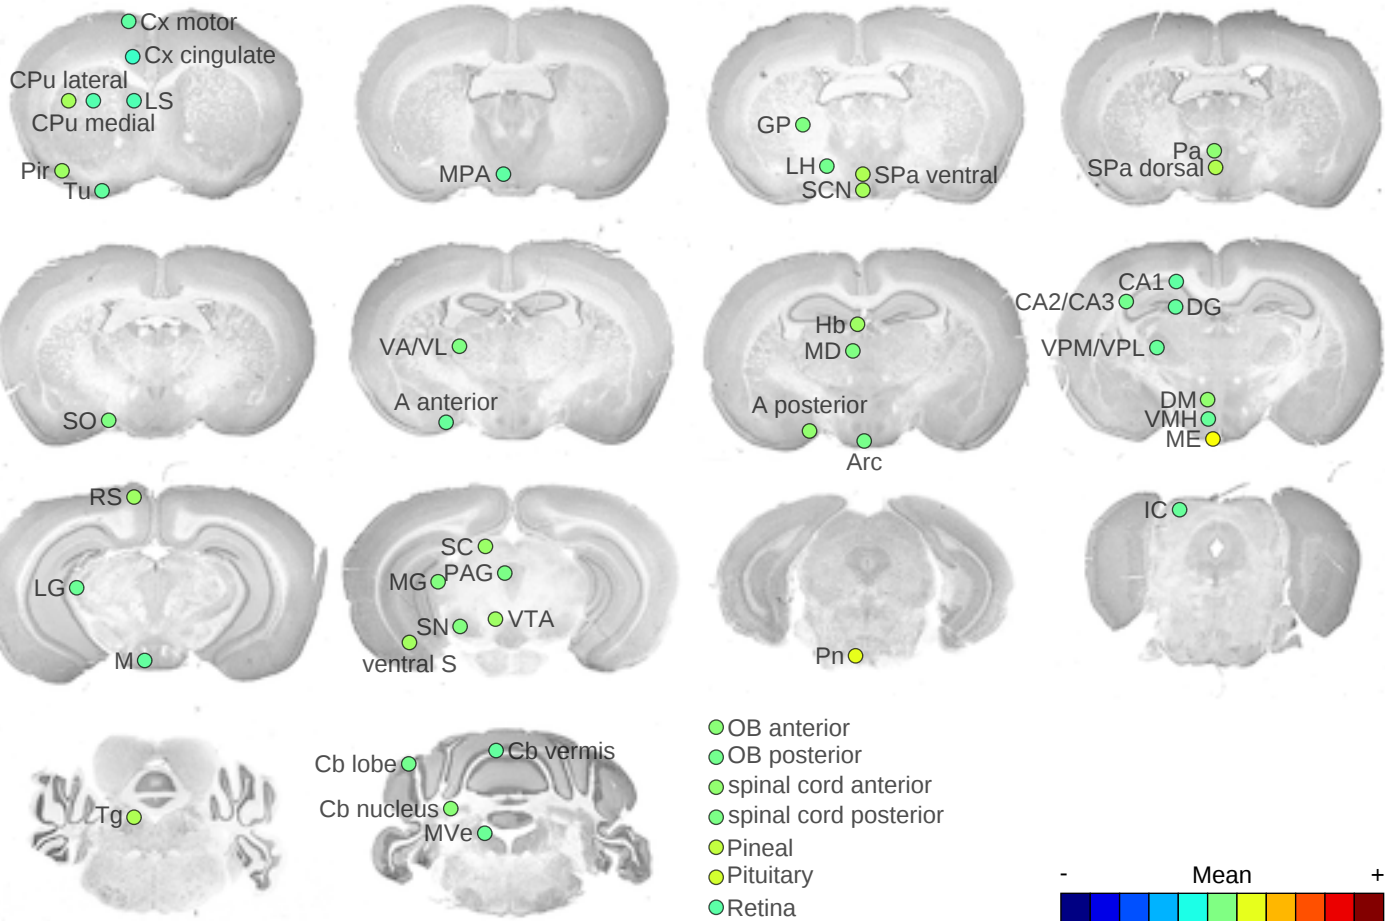 Cx motor
Cx cingulate
CPu lateral
LS
CPu medial
Pir
Tu
MPA
GP
LH
SPa ventral
SCN
Pa
SPa dorsal
SO
VA/VL
A anterior
Hb
MD
A posterior
Arc
CA1
CA2/CA3
DG
VPM/VPL
DM
VMH
ME
RS
LG
M
SC
MG
PAG
SN
VTA
ventral S
Pn
IC
Tg
Cb lobe
Cb vermis
Cb nucleus
MVe
OB anterior
OB posterior
spinal cord anterior
spinal cord posterior
Pineal
Pituitary
Retina
- Mean +